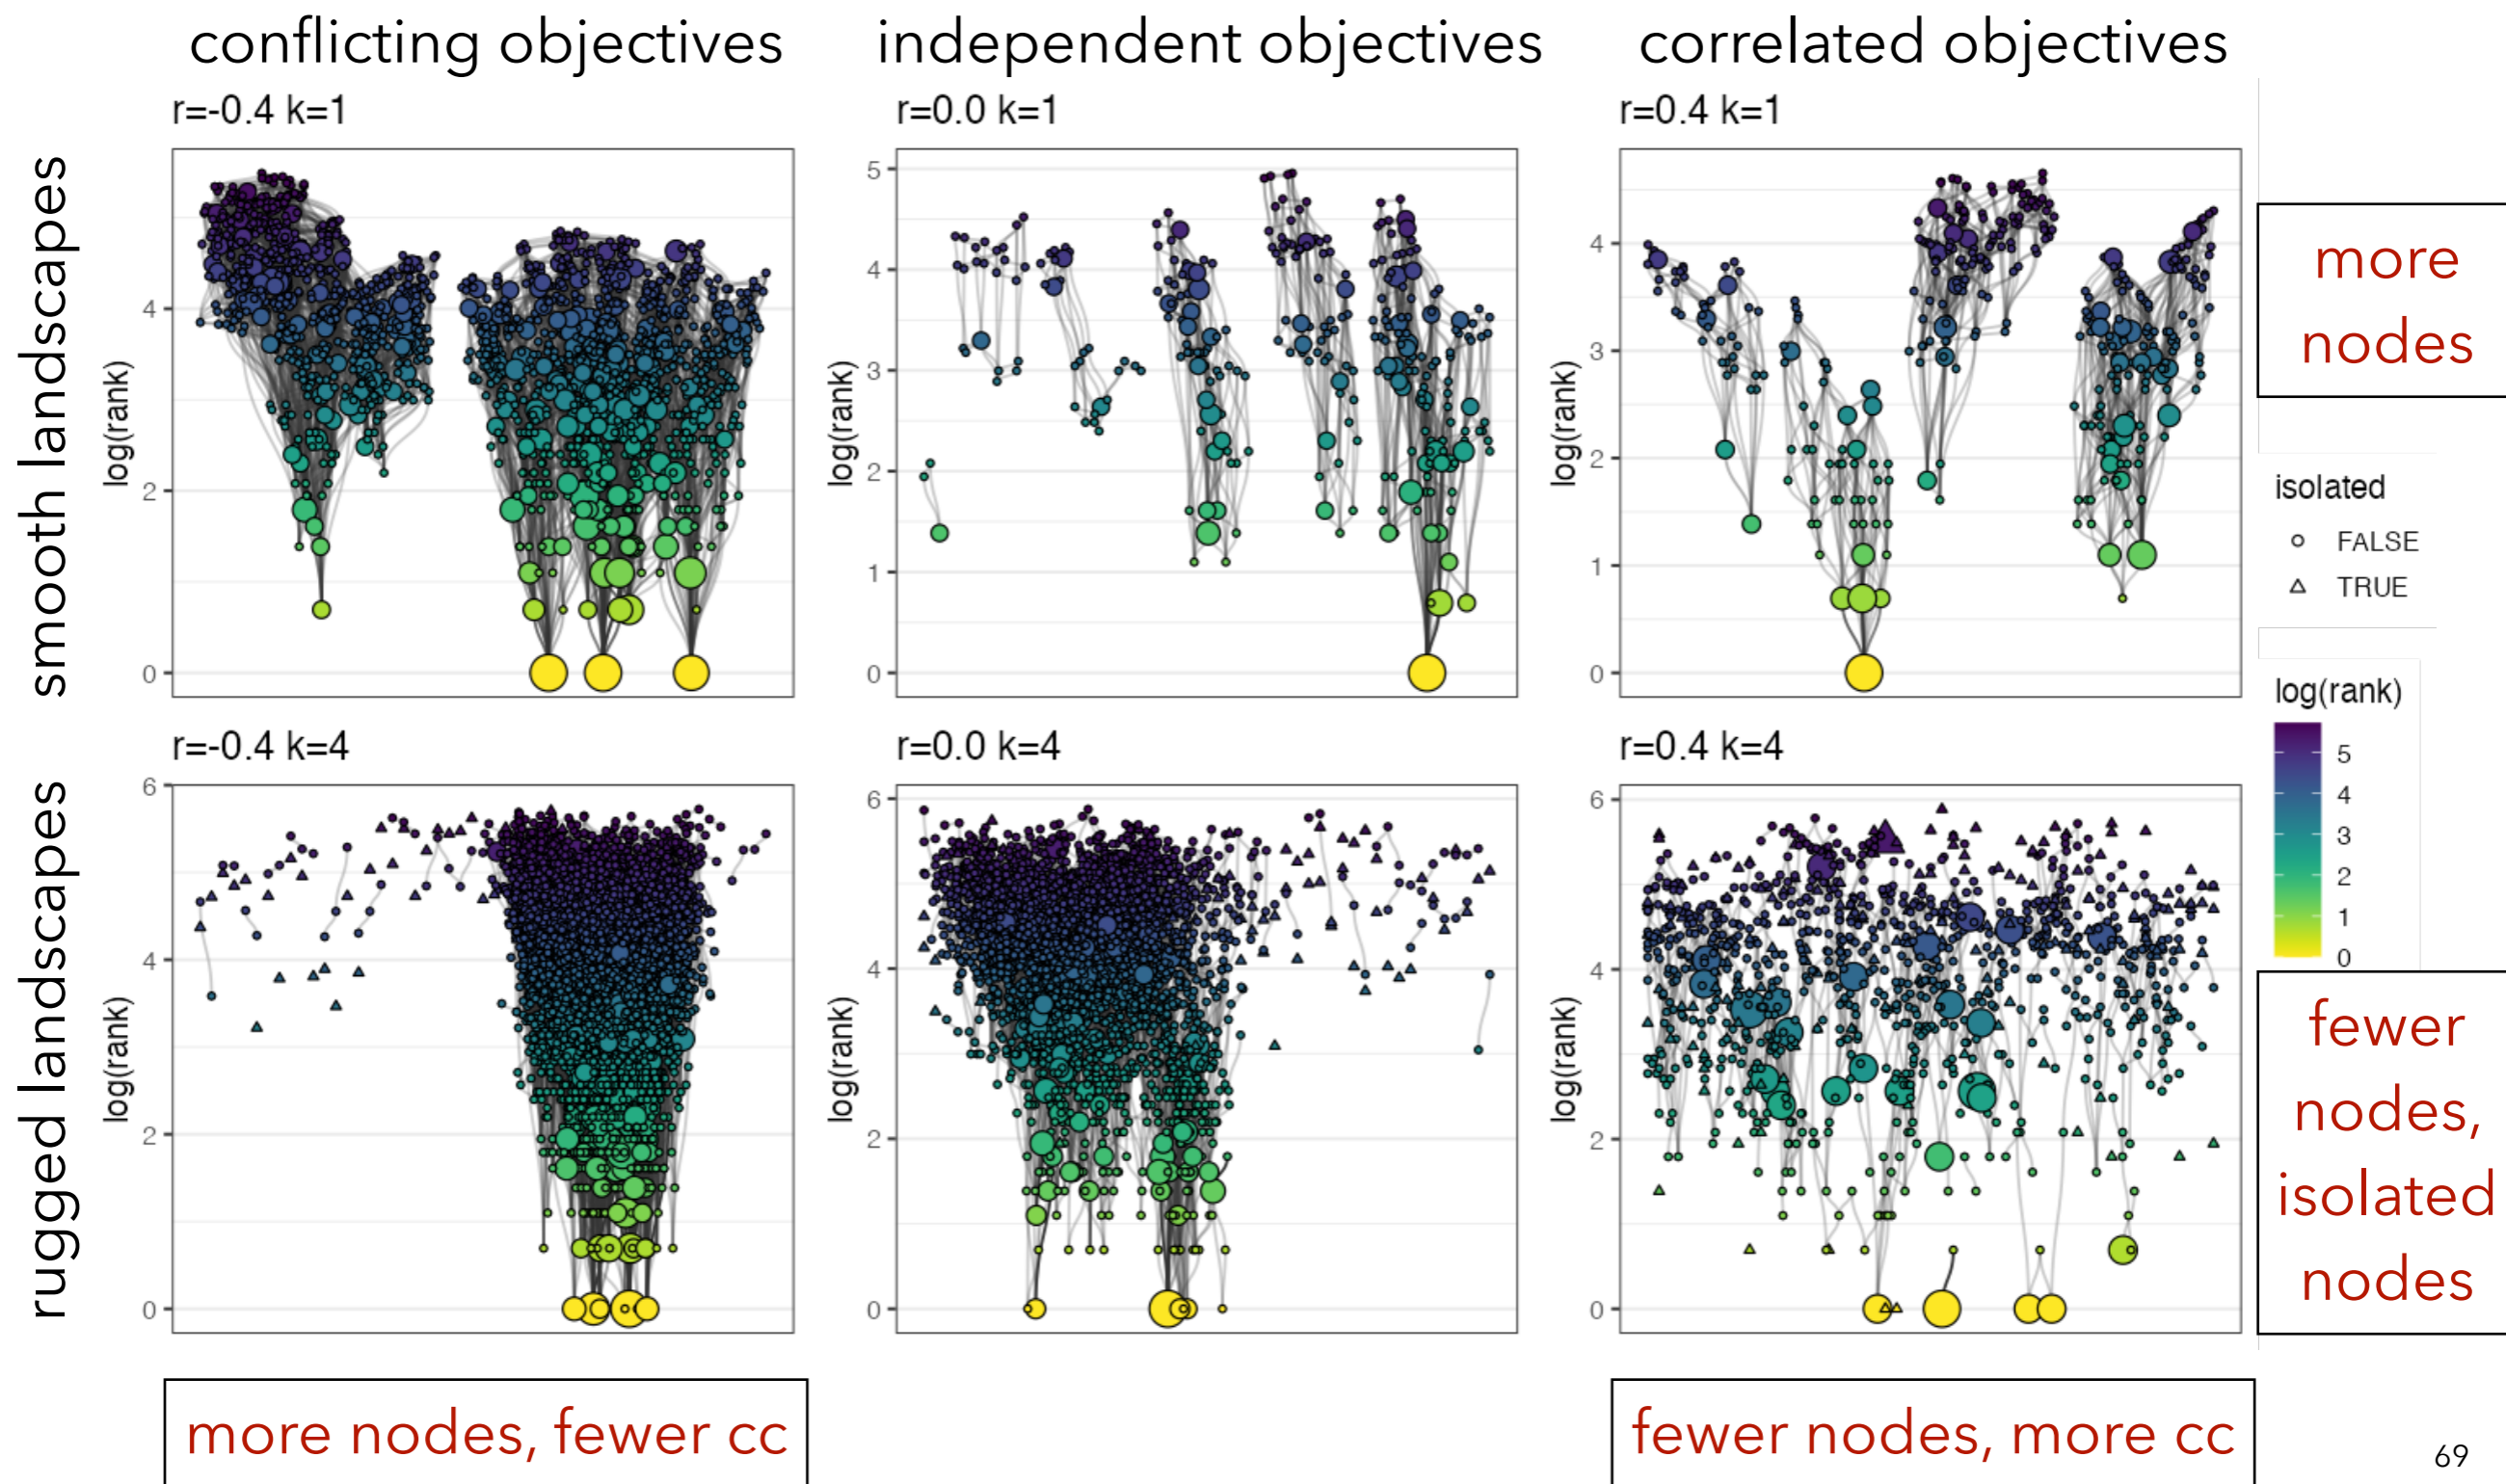 conflicting objectives
independent objectives
correlated objectives
smooth landscapes
r=-0.4 k=1
log(rank)
4
2
0
r=0.0 k=1
log(rank)
5
4
3
2
1
0
r=0.4 k=1
log(rank)
4
3
2
1
0
more
nodes
isolated
FALSE
TRUE
log(rank)
5
4
3
2
1
0
rugged landscapes
r=-0.4 k=4
log(rank)
6
4
2
0
r=0.0 k=4
log(rank)
6
4
2
0
r=0.4 k=4
log(rank)
6
4
2
0
fewer
nodes,
isolated
nodes
more nodes, fewer cc
fewer nodes, more cc
69